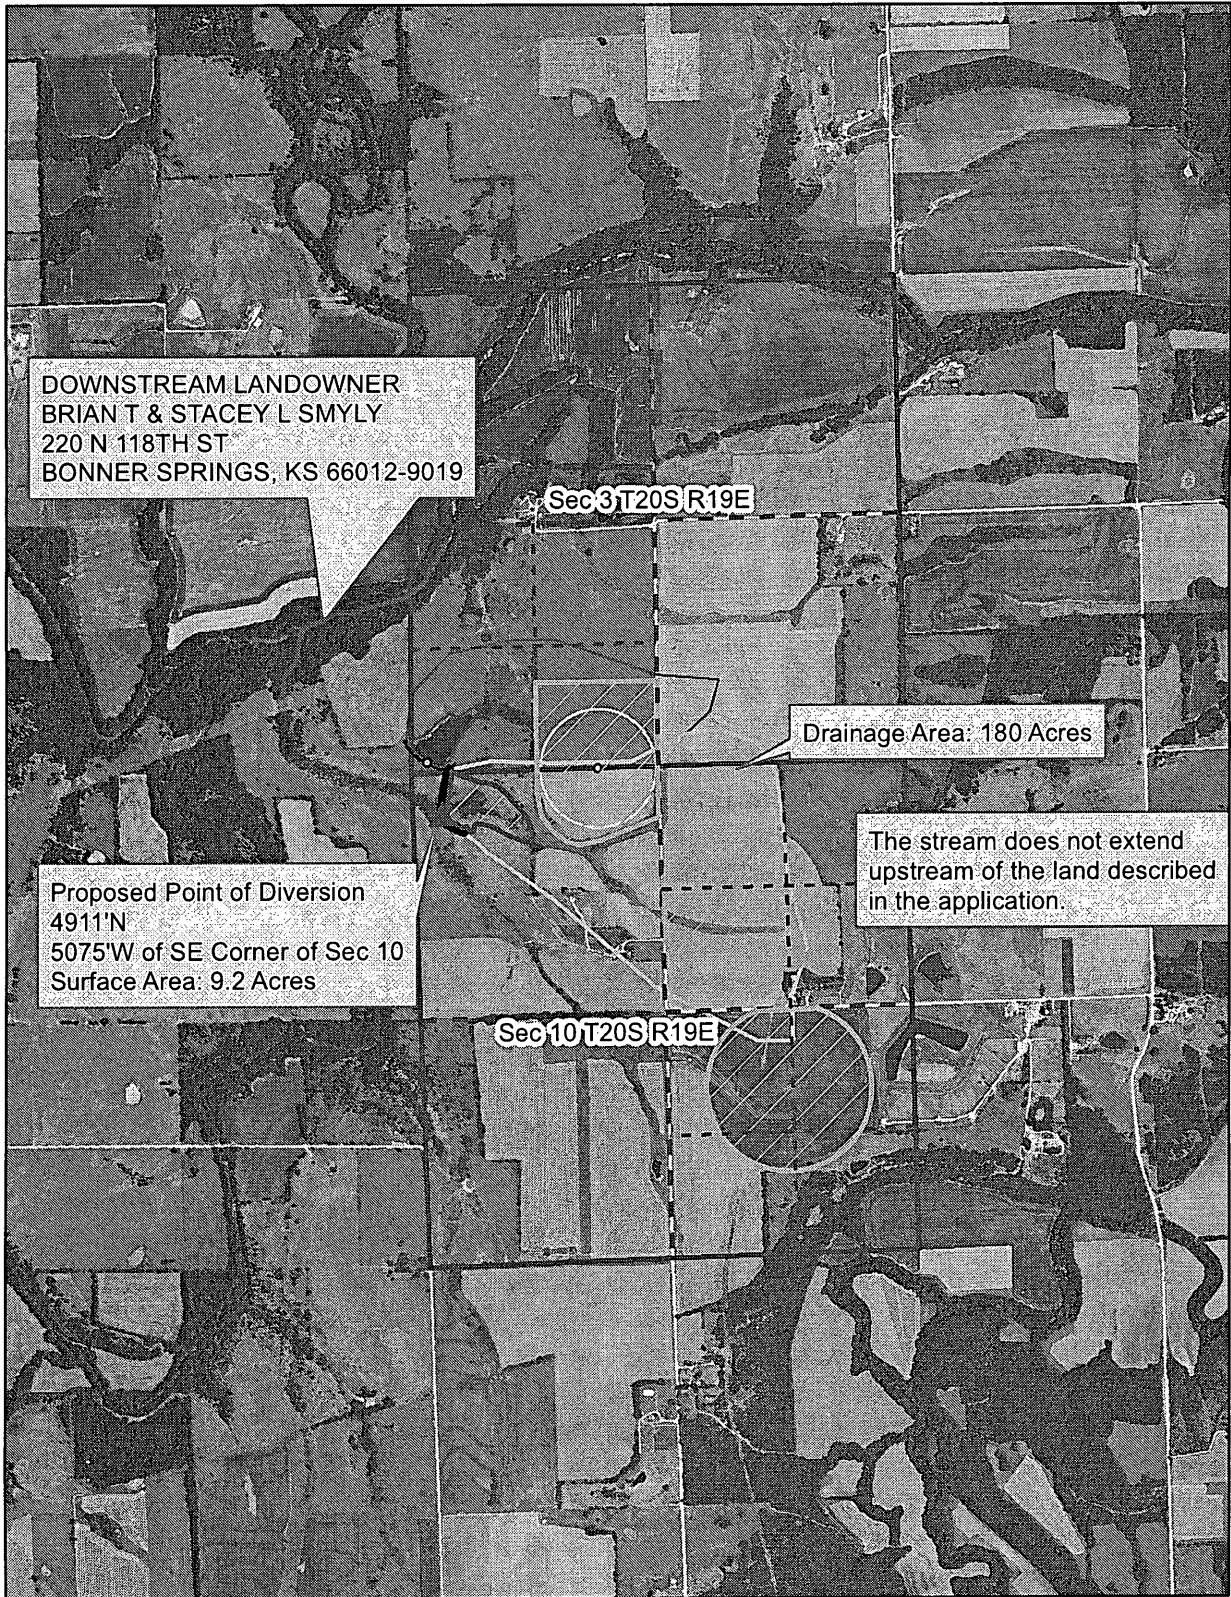 DOWNSTREAM LANDOWNER
BRIAN T & STACEY L SMYLY
220 N 118TH ST
BONNER SPRINGS, KS 66012-9019
Sec 3 T20S R19E
Drainage Area: 180 Acres
The stream does not extend
upstream of the land described
in the application.
Proposed Point of Diversion
4911'N
5075'W of SE Corner of Sec 10
Surface Area: 9.2 Acres
Sec 10 T20S R19E